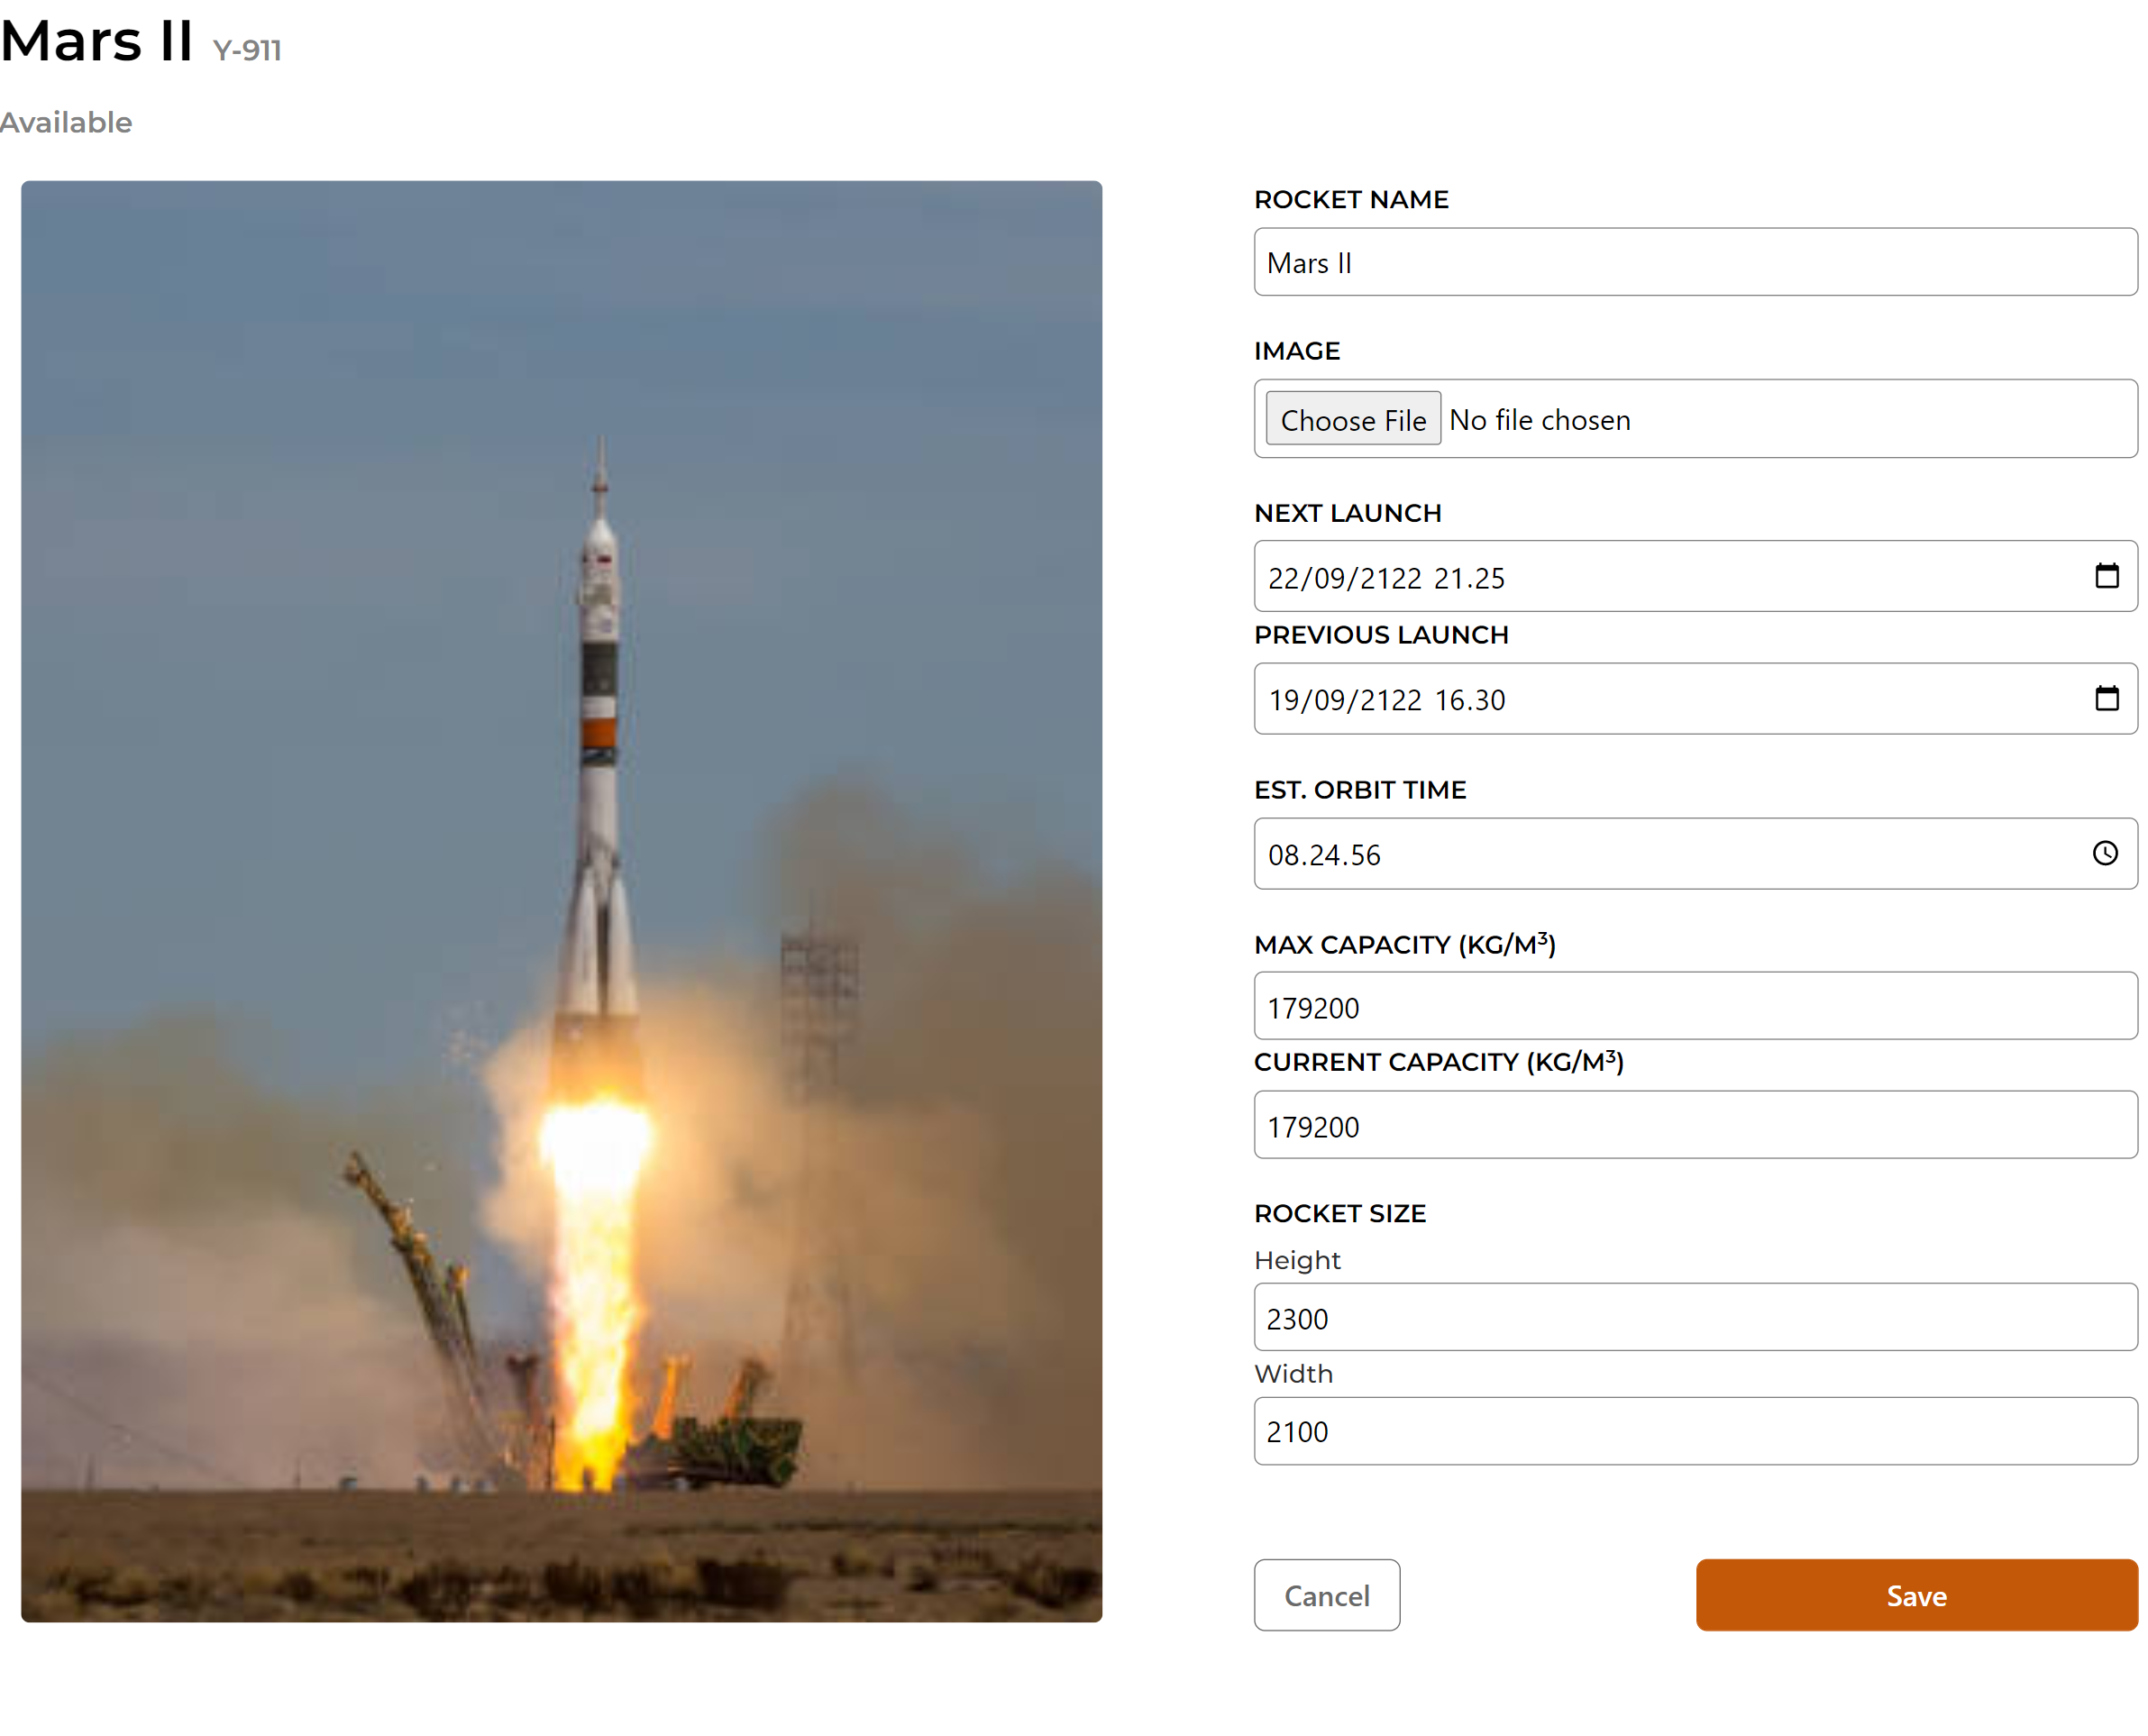 Mars II Y-911
Available
ROCKET NAME
Mars II
IMAGE
Choose File No file chosen
NEXT LAUNCH
22/09/2122 21.25
PREVIOUS LAUNCH
19/09/2122 16.30
EST. ORBIT TIME
08.24.56
MAX CAPACITY (KG/M³)
179200
CURRENT CAPACITY (KG/M³)
179200
ROCKET SIZE
Height
2300
Width
2100
Cancel
Save